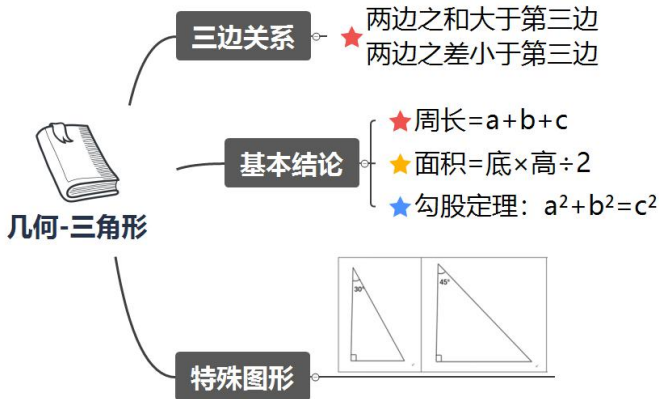 三边关系
两边之和大于第三边
两边之差小于第三边
几何-三角形
基本结论
周长=a+b+c
面积=底×高÷2
勾股定理：a²+b²=c²
特殊图形
30°
45°